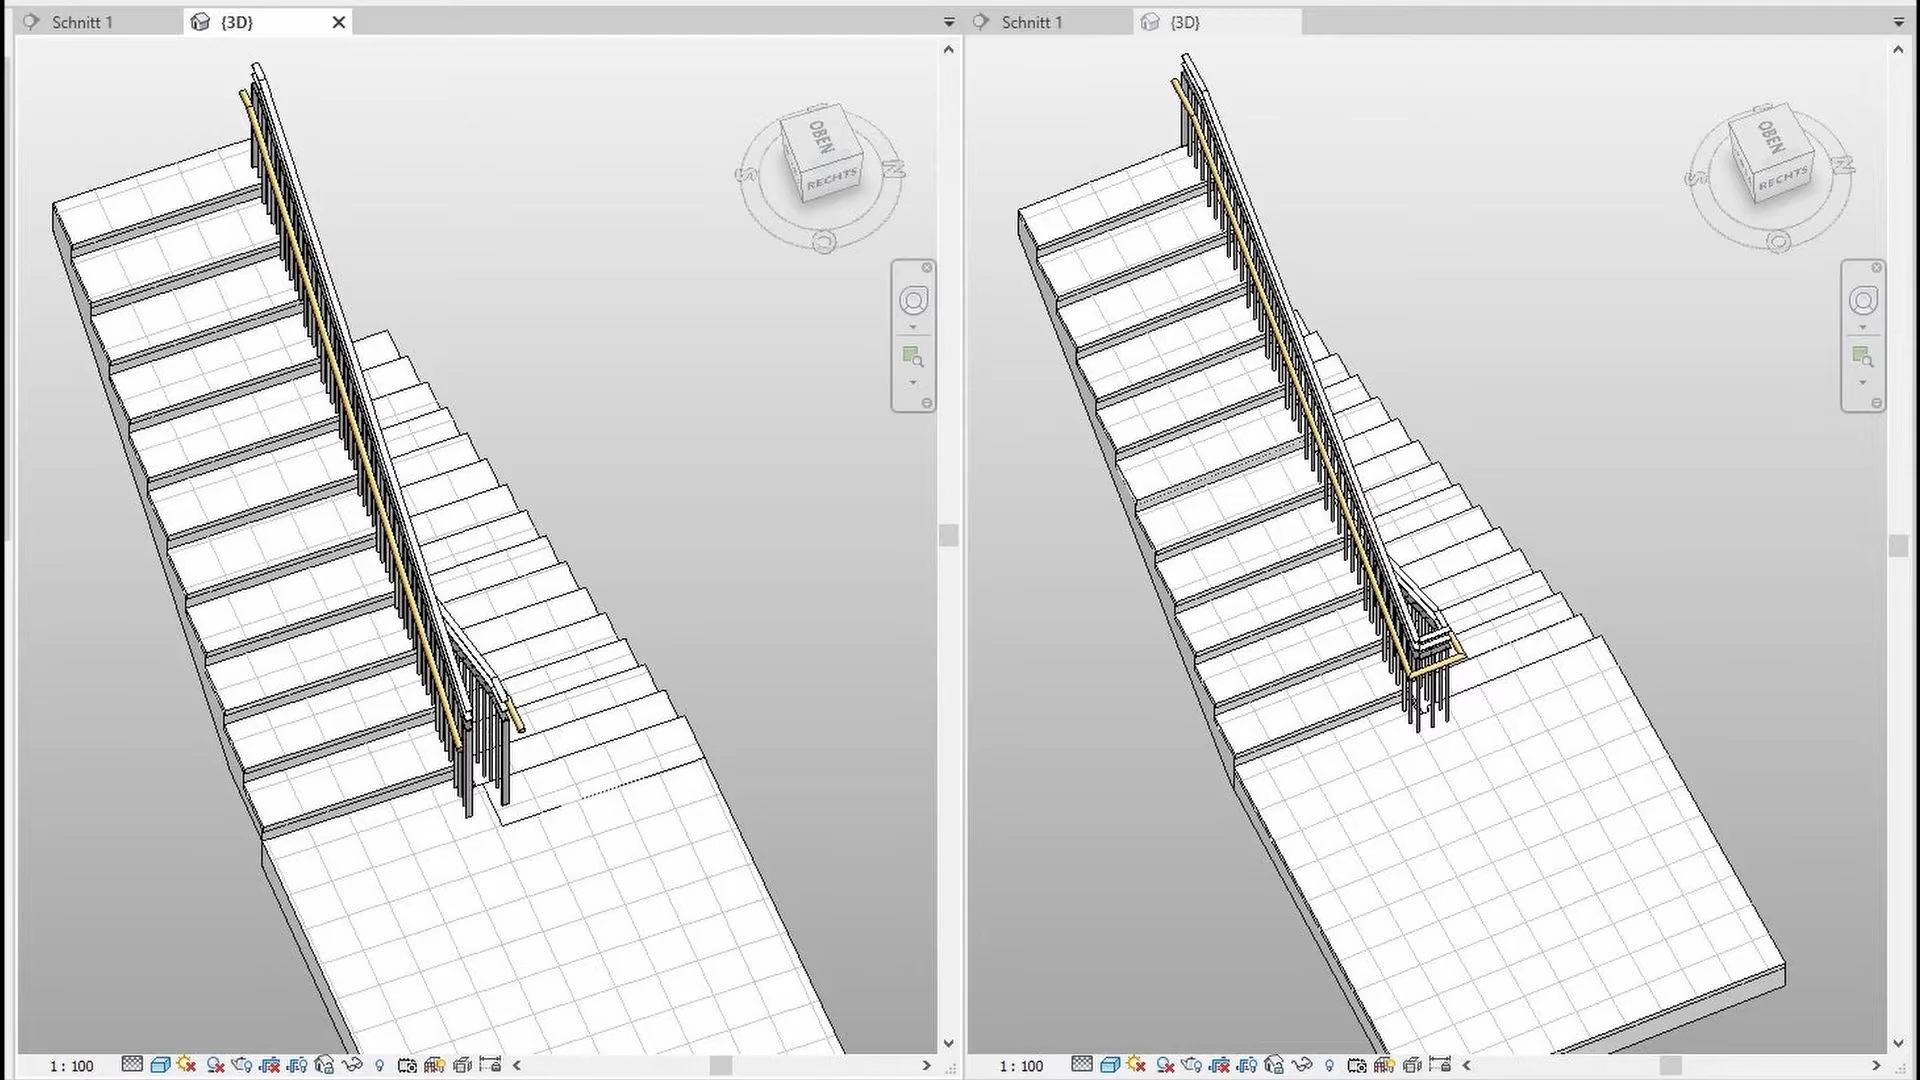 Schnitt 1
{3D}
Schnitt 1
{3D}
OBEN
RECHTS
S
N
O
OBEN
RECHTS
S
N
O
1 : 100
1 : 100